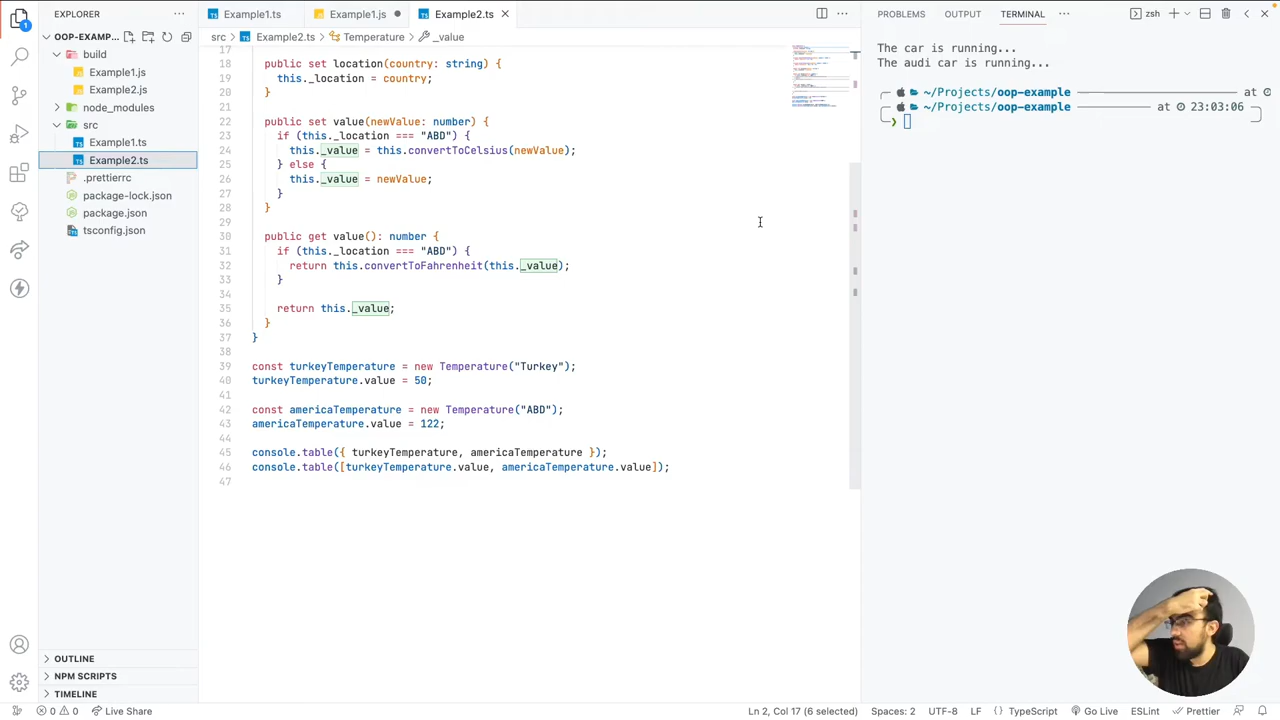 EXPLORER
OOP-EXAM...
build
Example1.js
Example2.js
node_modules
src
Example1.ts
Example2.ts
.prettierrc
package-lock.json
package.json
tsconfig.json
OUTLINE
NPM SCRIPTS
TIMELINE
Example1.ts
Example1.js
Example2.ts
src > Example2.ts > Temperature > _value
17
18 public set location(country: string) {
19 this._location = country;
20 }
21
22 public set value(newValue: number) {
23 if (this._location === "ABD") {
24 this._value = this.convertToCelsius(newValue);
25 } else {
26 this._value = newValue;
27 }
28 }
29
30 public get value(): number {
31 if (this._location === "ABD") {
32 return this.convertToFahrenheit(this._value);
33 }
34
35 return this._value;
36 }
37 }
38
39 const turkeyTemperature = new Temperature("Turkey");
40 turkeyTemperature.value = 50;
41
42 const americaTemperature = new Temperature("ABD");
43 americaTemperature.value = 122;
44
45 console.table({ turkeyTemperature, americaTemperature });
46 console.table([turkeyTemperature.value, americaTemperature.value]);
47
PROBLEMS OUTPUT TERMINAL
zsh
The car is running...
The audi car is running...
~/Projects/oop-example at
~/Projects/oop-example at 23:03:06
1
0 0 Live Share
Ln 2, Col 17 (6 selected) Spaces: 2 UTF-8 LF {} TypeScript Go Live ESLint Prettier